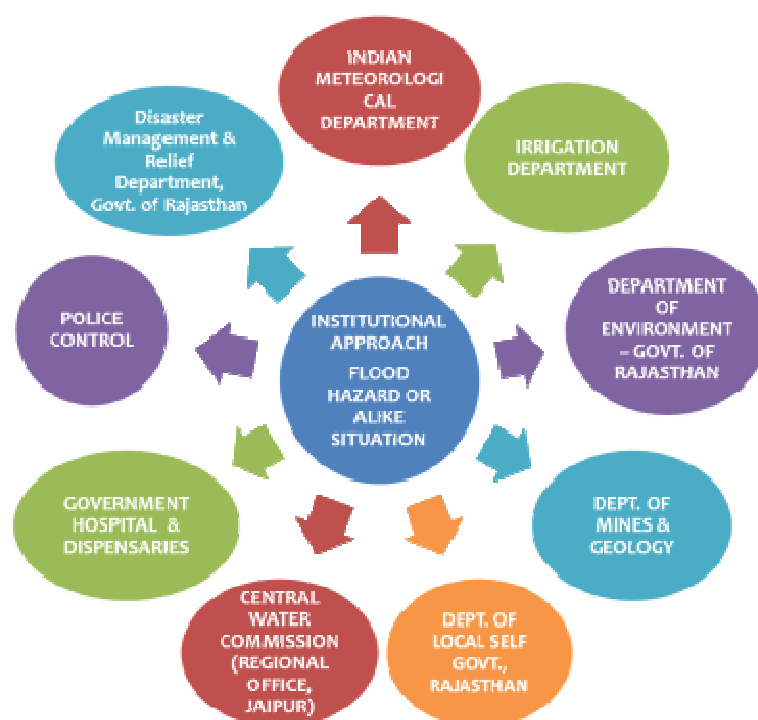 INDIAN
METEOROLOGI
CAL
DEPARTMENT
IRRIGATION
DEPARTMENT
DEPARTMENT
OF
ENVIRONMENT
– GOVT. OF
RAJASTHAN
DEPT. OF
MINES &
GEOLOGY
DEPT. OF
LOCAL SELF
GOVT.,
RAJASTHAN
CENTRAL
WATER
COMMISSION
(REGIONAL
OFFICE,
JAIPUR)
GOVERNMENT
HOSPITAL &
DISPENSARIES
POLICE
CONTROL
Disaster
Management &
Relief
Department,
Govt. of Rajasthan
INSTITUTIONAL
APPROACH
FLOOD
HAZARD OR
ALIKE
SITUATION